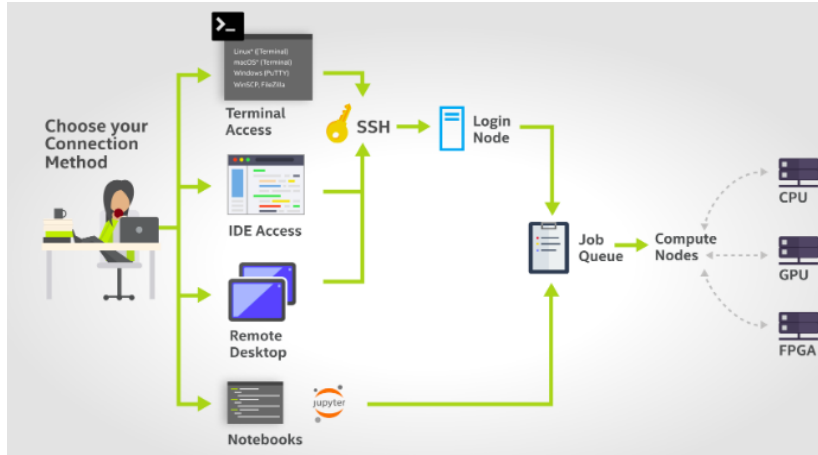 Choose your
Connection
Method
>_
Linux* (Terminal)
macOS* (Terminal)
Windows (PuTTY)
WinSCP, FileZilla
Terminal
Access
IDE Access
Remote
Desktop
Notebooks
jupyter
SSH
Login
Node
Job
Queue
Compute
Nodes
CPU
GPU
FPGA